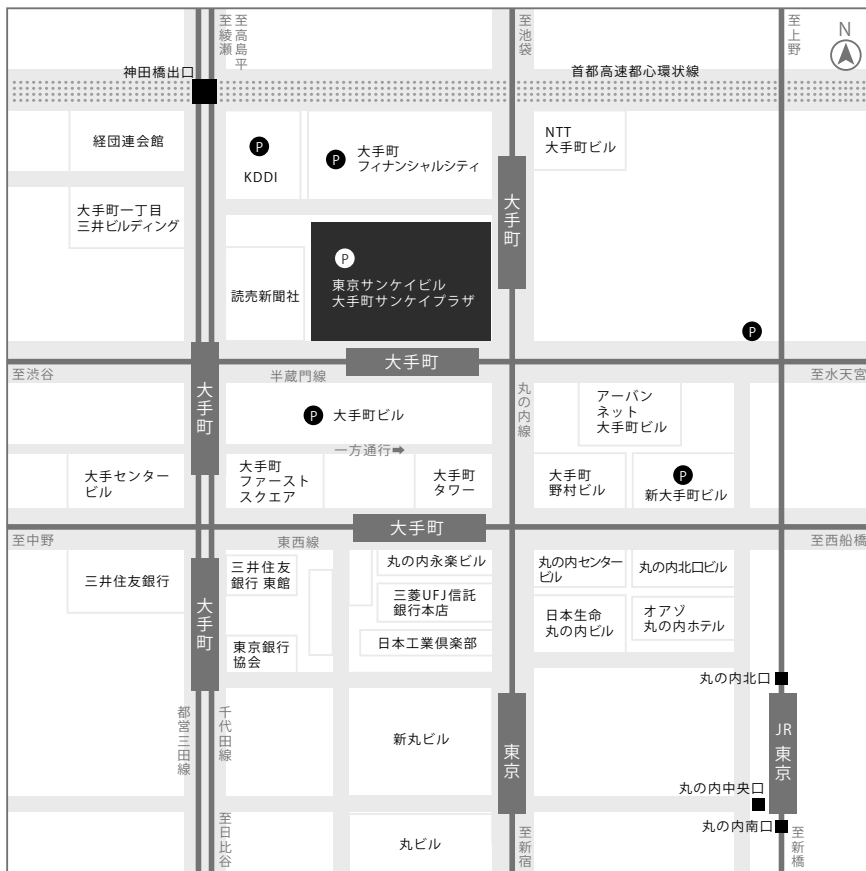 至綾瀬
至高島平
至池袋
至上野
N
神田橋出口
首都高速都心環状線
経団連会館
P
KDDI
P
大手町
フィナンシャルシティ
NTT
大手町ビル
大手町
大手町一丁目
三井ビルディング
読売新聞社
P
東京サンケイビル
大手町サンケイプラザ
P
大手町
至渋谷
半蔵門線
至水天宮
大手町
丸の内線
P
大手町ビル
アーバン
ネット
大手町ビル
一方通行➡
大手センター
ビル
大手町
ファースト
スクエア
大手町
タワー
大手町
野村ビル
P
新大手町ビル
大手町
至中野
東西線
至西船橋
三井住友銀行
大手町
三井住友
銀行 東館
丸の内永楽ビル
丸の内センター
ビル
丸の内北口ビル
三菱UFJ信託
銀行本店
日本生命
丸の内ビル
オアゾ
丸の内ホテル
東京銀行
協会
日本工業倶楽部
丸の内北口
都営三田線
千代田線
新丸ビル
東京
JR
東京
丸の内中央口
丸の内南口
至日比谷
丸ビル
至新宿
至新橋